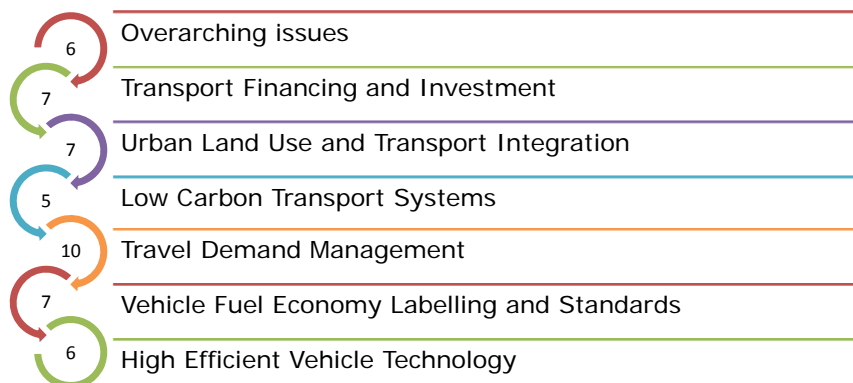 6 Overarching issues
7 Transport Financing and Investment
7 Urban Land Use and Transport Integration
5 Low Carbon Transport Systems
10 Travel Demand Management
7 Vehicle Fuel Economy Labelling and Standards
6 High Efficient Vehicle Technology